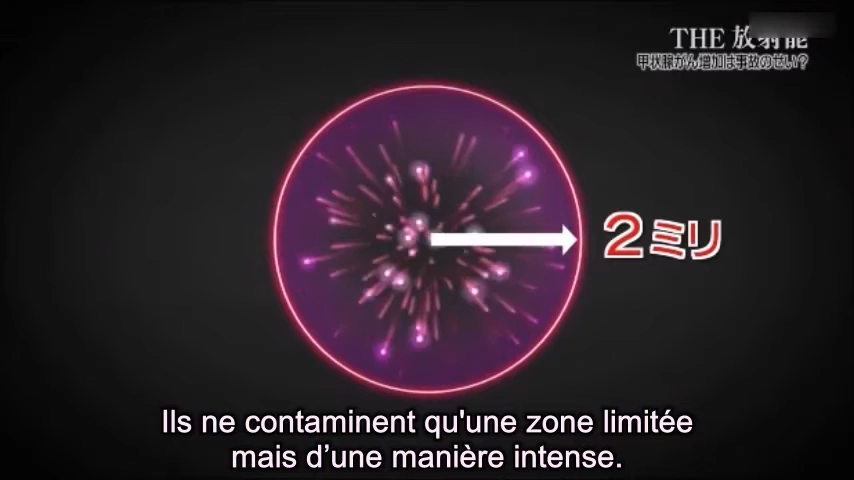 THE 放射能
甲状腺がん増加は事故のせい？
2ミリ
Ils ne contaminent qu'une zone limitée
mais d’une manière intense.